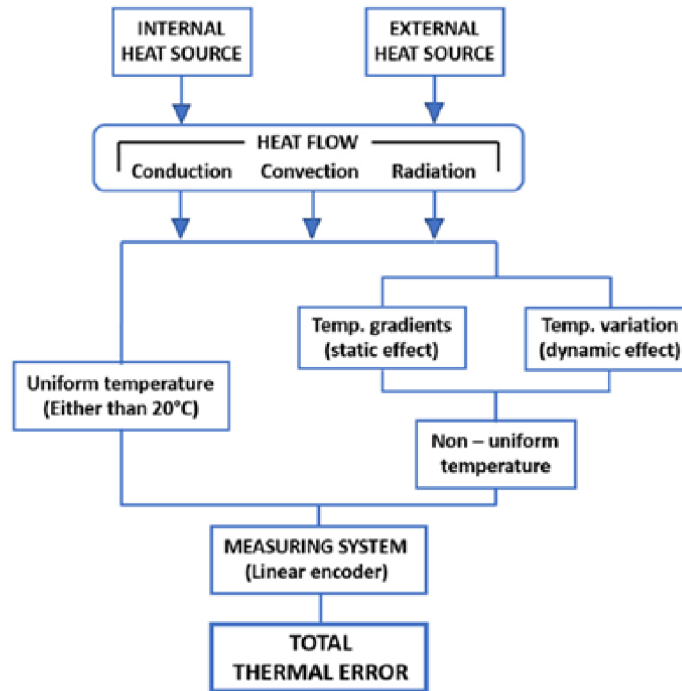 INTERNAL
HEAT SOURCE
EXTERNAL
HEAT SOURCE
HEAT FLOW
Conduction Convection Radiation
Temp. gradients
(static effect)
Temp. variation
(dynamic effect)
Uniform temperature
(Either than 20°C)
Non – uniform
temperature
MEASURING SYSTEM
(Linear encoder)
TOTAL
THERMAL ERROR